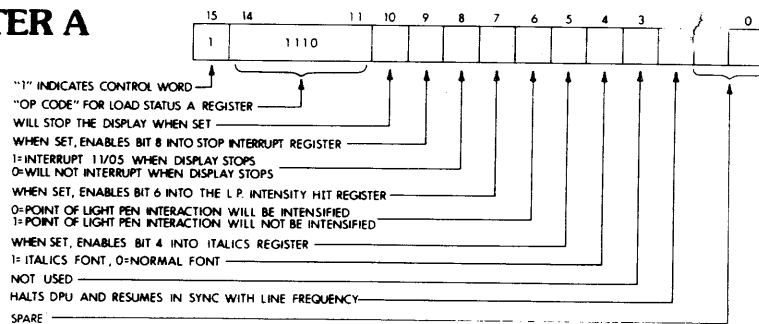 TER A
15 14 11 10 9 8 7 6 5 4 3 0
1 1110
"1" INDICATES CONTROL WORD
"OP CODE" FOR LOAD STATUS A REGISTER
WILL STOP THE DISPLAY WHEN SET
WHEN SET, ENABLES BIT 8 INTO STOP INTERRUPT REGISTER
1=INTERRUPT 11/05 WHEN DISPLAY STOPS
0=WILL NOT INTERRUPT WHEN DISPLAY STOPS
WHEN SET, ENABLES BIT 6 INTO THE L.P. INTENSITY HIT REGISTER
0=POINT OF LIGHT PEN INTERACTION WILL BE INTENSIFIED
1=POINT OF LIGHT PEN INTERACTION WILL NOT BE INTENSIFIED
WHEN SET, ENABLES BIT 4 INTO ITALICS REGISTER
1=ITALICS FONT, 0=NORMAL FONT
NOT USED
HALTS DPU AND RESUMES IN SYNC WITH LINE FREQUENCY
SPARE